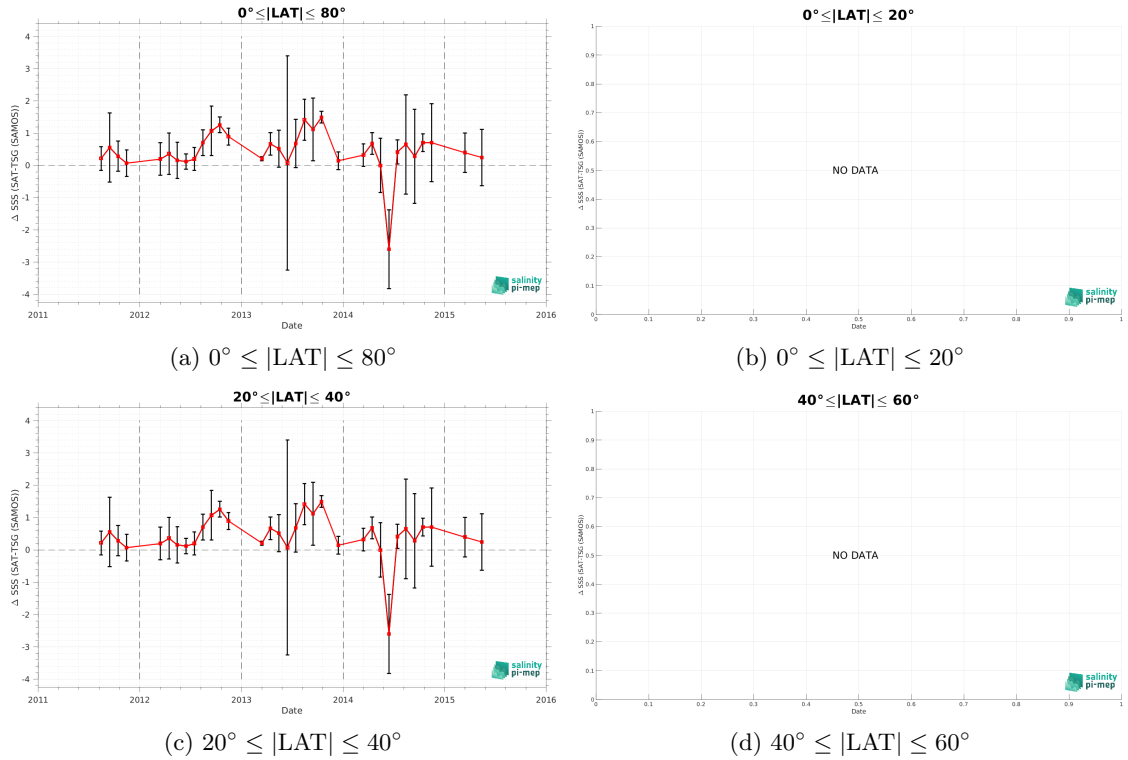 0°≤|LAT|≤ 80°
Δ SSS (SAT-TSG (SAMOS))
4
3
2
1
0
-1
-2
-3
-4
2011 2012 2013 2014 2015 2016
Date
salinity
pi-mep
(a) 0° ≤ |LAT| ≤ 80°
0°≤|LAT|≤ 20°
Δ SSS (SAT-TSG (SAMOS))
1
0.9
0.8
0.7
0.6
0.5
0.4
0.3
0.2
0.1
0
NO DATA
0 0.1 0.2 0.3 0.4 0.5 0.6 0.7 0.8 0.9 1
Date
salinity
pi-mep
(b) 0° ≤ |LAT| ≤ 20°
20°≤|LAT|≤ 40°
Δ SSS (SAT-TSG (SAMOS))
4
3
2
1
0
-1
-2
-3
-4
2011 2012 2013 2014 2015 2016
Date
salinity
pi-mep
(c) 20° ≤ |LAT| ≤ 40°
40°≤|LAT|≤ 60°
Δ SSS (SAT-TSG (SAMOS))
1
0.9
0.8
0.7
0.6
0.5
0.4
0.3
0.2
0.1
0
NO DATA
0 0.1 0.2 0.3 0.4 0.5 0.6 0.7 0.8 0.9 1
Date
salinity
pi-mep
(d) 40° ≤ |LAT| ≤ 60°